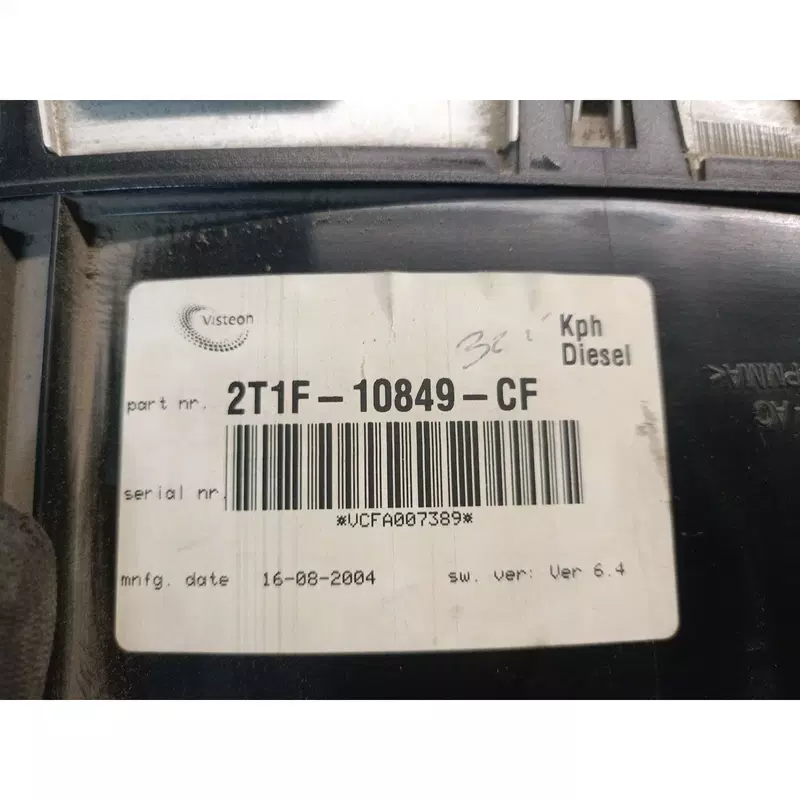 Visteon
Kph
Diesel
part nr. 2T1F-10849-CF
serial nr.
*VCFA007389*
mnfg. date 16-08-2004 sw. ver: Ver 6.4